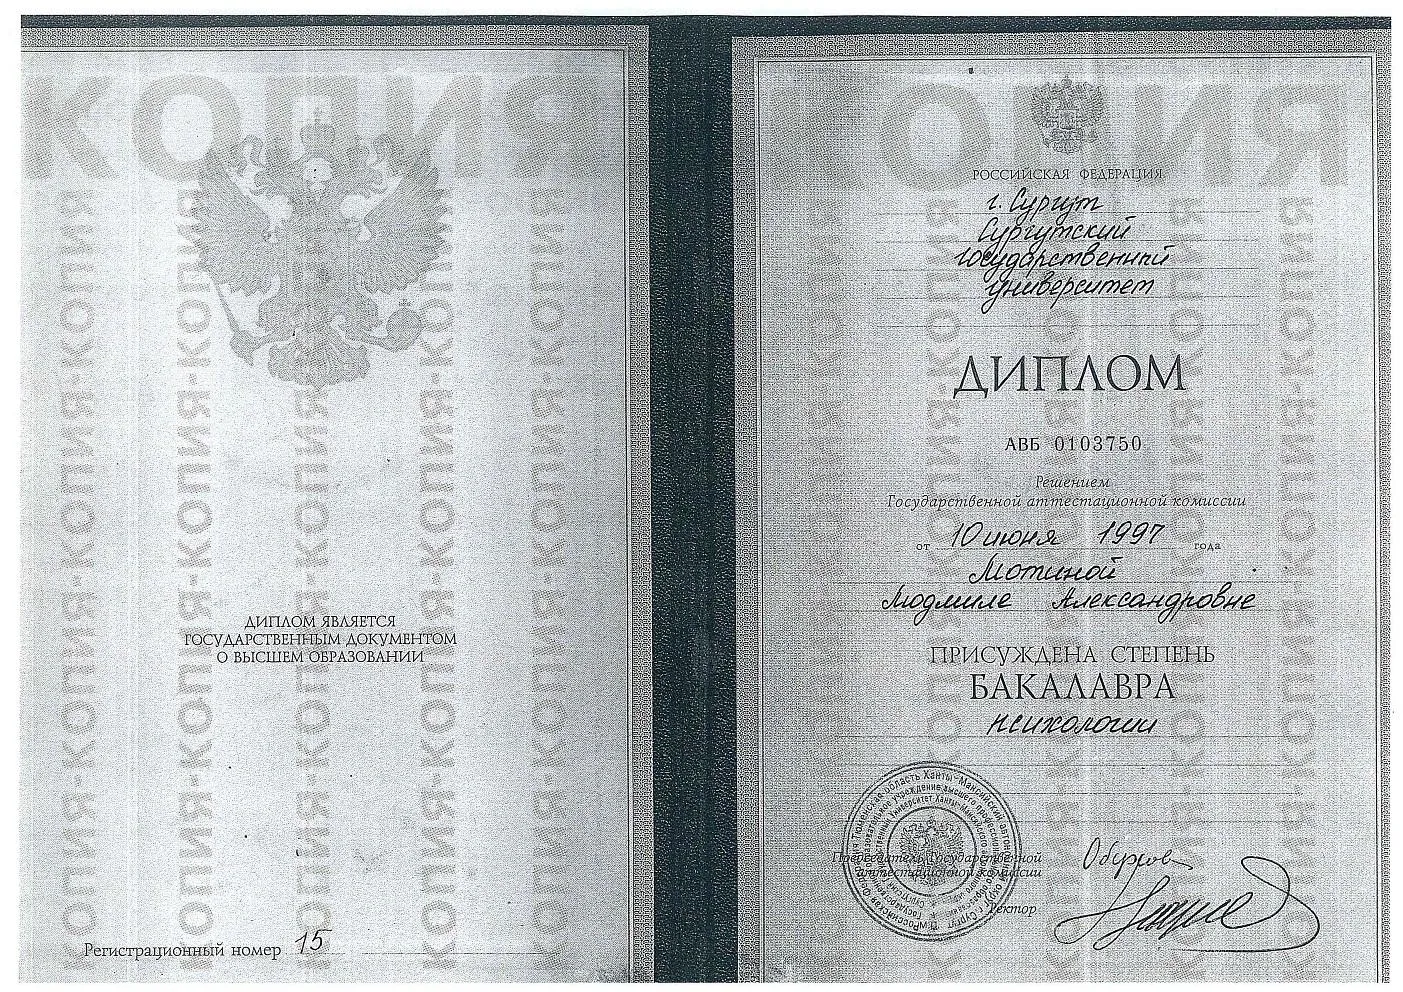 КОПИЯ
ДИПЛОМ ЯВЛЯЕТСЯ
ГОСУДАРСТВЕННЫМ ДОКУМЕНТОМ
О ВЫСШЕМ ОБРАЗОВАНИИ
Регистрационный номер 15
КОПИЯ
РОССИЙСКАЯ ФЕДЕРАЦИЯ
г. Сургут
Сургутский
государственный
университет
ДИПЛОМ
АВБ 0103750
Решением
Государственной аттестационной комиссии
от 10 июня 1997 года
Мотиной
Людмиле Александровне
ПРИСУЖДЕНА СТЕПЕНЬ
БАКАЛАВРА
психологии
Председатель Государственной
аттестационной комиссии
Ректор